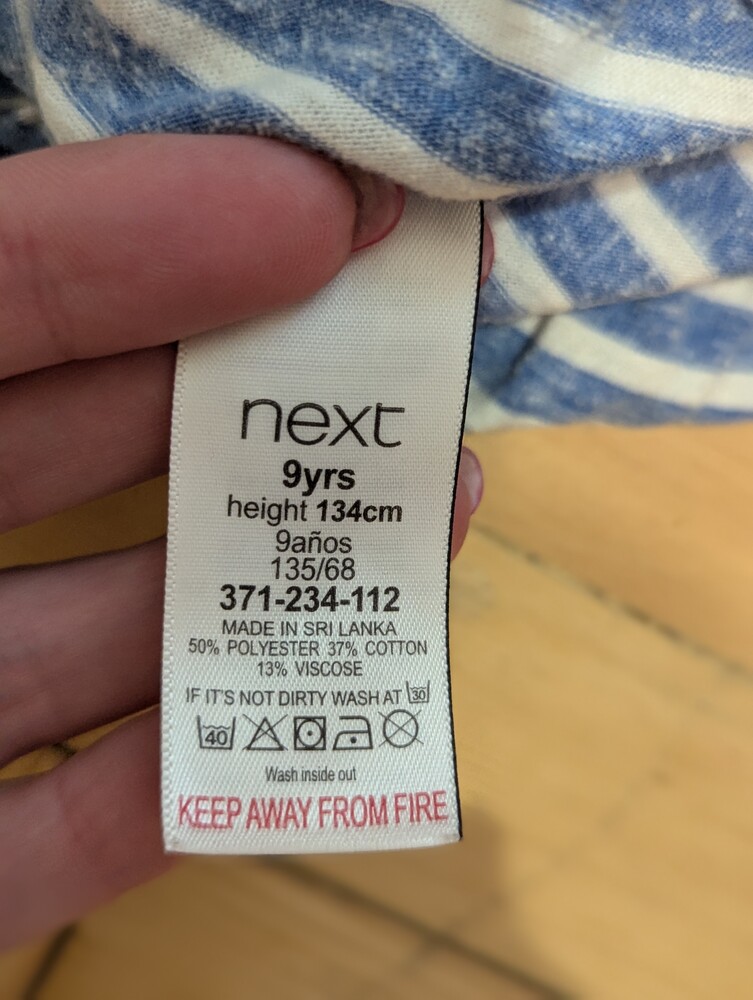 next
9yrs
height 134cm
9años
135/68
371-234-112
MADE IN SRI LANKA
50% POLYESTER 37% COTTON
13% VISCOSE
IF IT'S NOT DIRTY WASH AT 30
40
Wash inside out
KEEP AWAY FROM FIRE